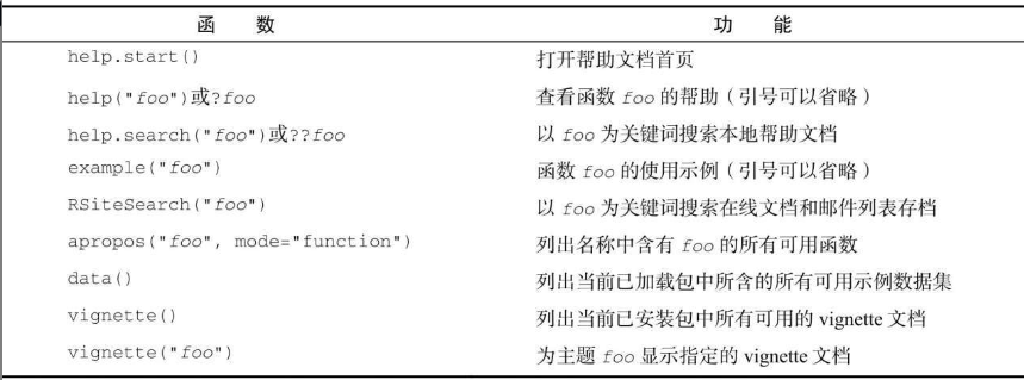 函 数 功 能
help.start() 打开帮助文档首页
help("foo")或?foo 查看函数 foo 的帮助（引号可以省略）
help.search("foo")或??foo 以 foo 为关键词搜索本地帮助文档
example("foo") 函数 foo 的使用示例（引号可以省略）
RSiteSearch("foo") 以 foo 为关键词搜索在线文档和邮件列表存档
apropos("foo", mode="function") 列出名称中含有 foo 的所有可用函数
data() 列出当前已加载包中所含的所有可用示例数据集
vignette() 列出当前已安装包中所有可用的 vignette 文档
vignette("foo") 为主题 foo 显示指定的 vignette 文档